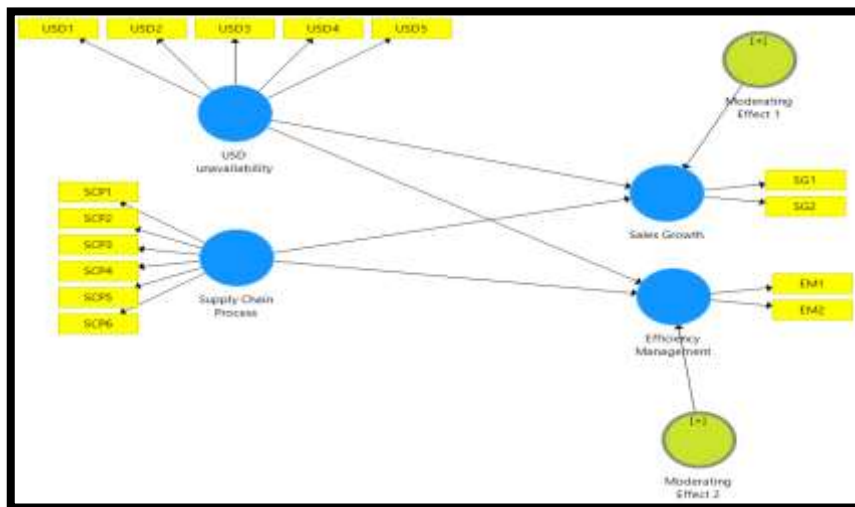 USD1 USD2 USD3 USD4 USD5
USD
unavailability
[+]
Moderating
Effect 1
SCP1
SCP2
SCP3
SCP4
SCP5
SCP6
Supply Chain
Process
SG1
SG2
Sales Growth
EM1
EM2
Efficiency
Management
[+]
Moderating
Effect 2